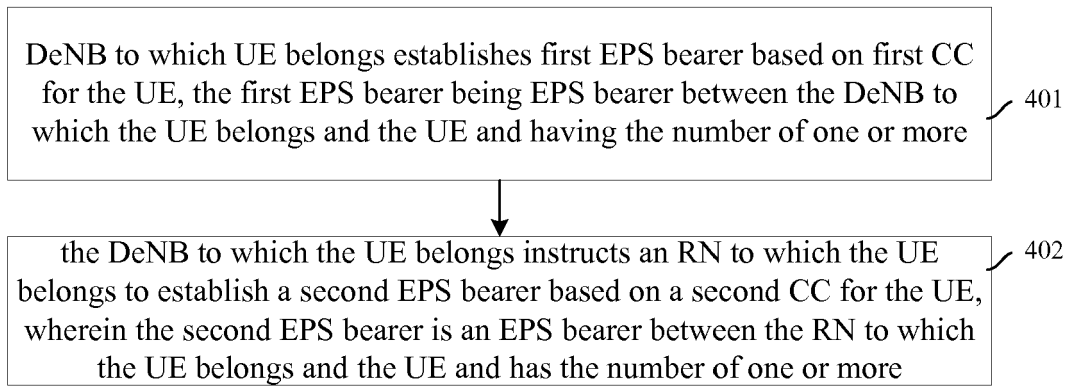 DeNB to which UE belongs establishes first EPS bearer based on first CC
for the UE, the first EPS bearer being EPS bearer between the DeNB to
which the UE belongs and the UE and having the number of one or more
401
the DeNB to which the UE belongs instructs an RN to which the UE
belongs to establish a second EPS bearer based on a second CC for the UE,
wherein the second EPS bearer is an EPS bearer between the RN to which
the UE belongs and the UE and has the number of one or more
402